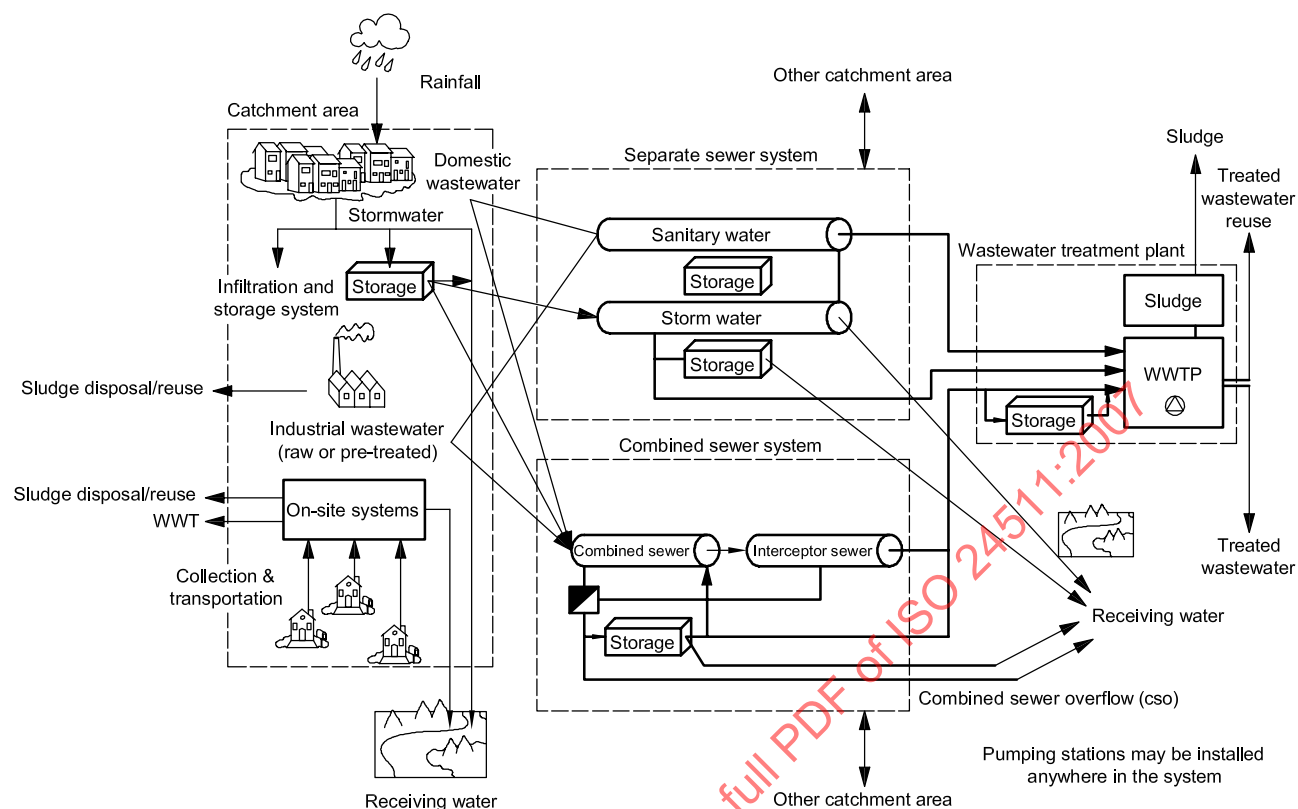 Rainfall
Catchment area
Other catchment area
Sludge
Domestic
wastewater
Separate sewer system
Treated
wastewater
reuse
Stormwater
Sanitary water
Wastewater treatment plant
Storage
Infiltration and
storage system
Storage
Sludge
Storm water
Storage
WWTP
Sludge disposal/reuse
Storage
Industrial wastewater
(raw or pre-treated)
Combined sewer system
Sludge disposal/reuse
WWT
On-site systems
Combined sewer
Interceptor sewer
Treated
wastewater
Collection &
transportation
Storage
Receiving water
Combined sewer overflow (cso)
Pumping stations may be installed
anywhere in the system
Receiving water
Other catchment area
full PDF of ISO 24511:2007